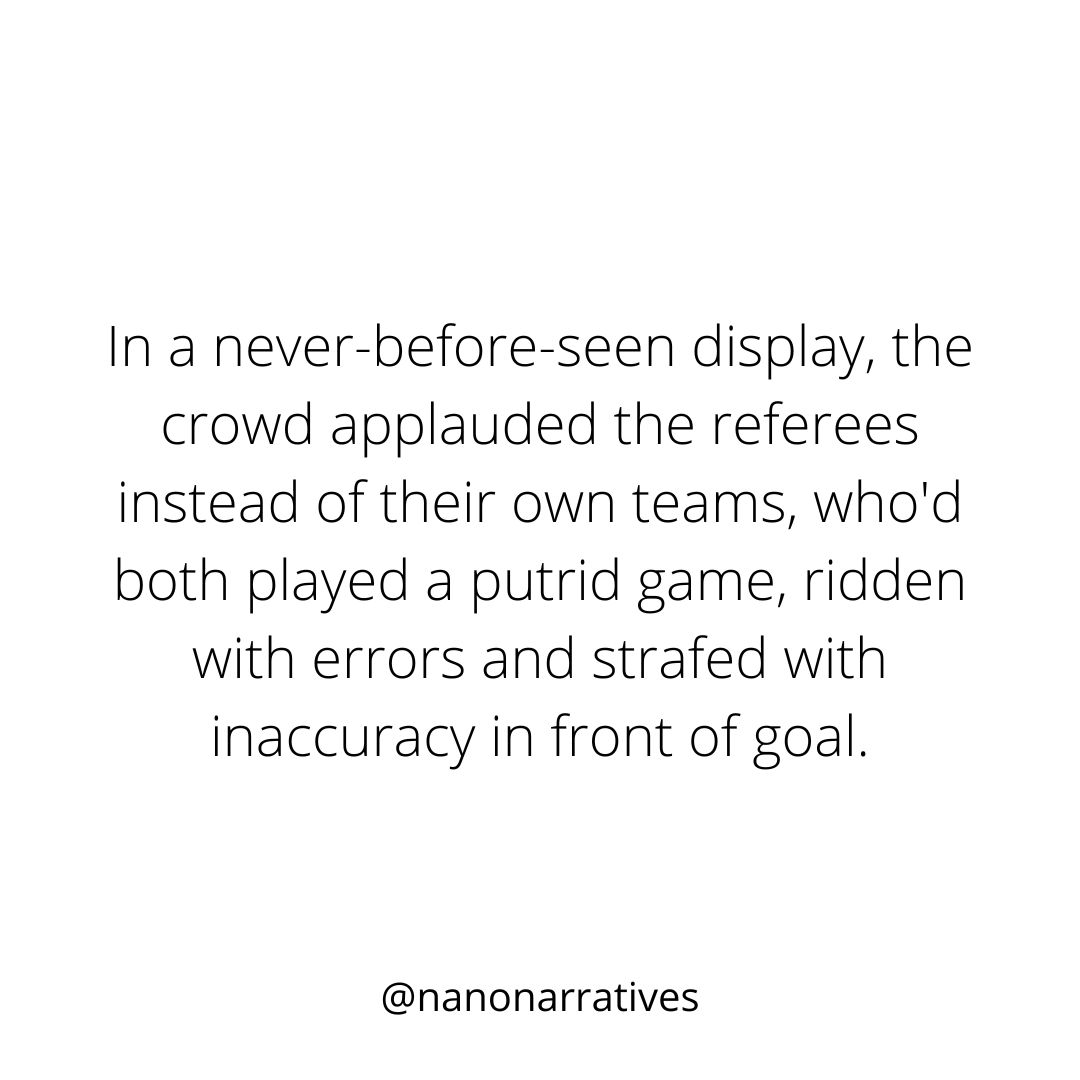 In a never-before-seen display, the
crowd applauded the referees
instead of their own teams, who'd
both played a putrid game, ridden
with errors and strafed with
inaccuracy in front of goal.
@nanonarratives